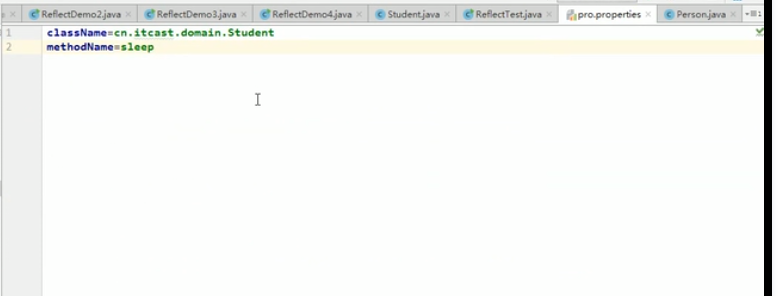 ReflectDemo2.java ReflectDemo3.java ReflectDemo4.java Student.java ReflectTest.java pro.properties Person.java
1 className=cn.itcast.domain.Student
2 methodName=sleep